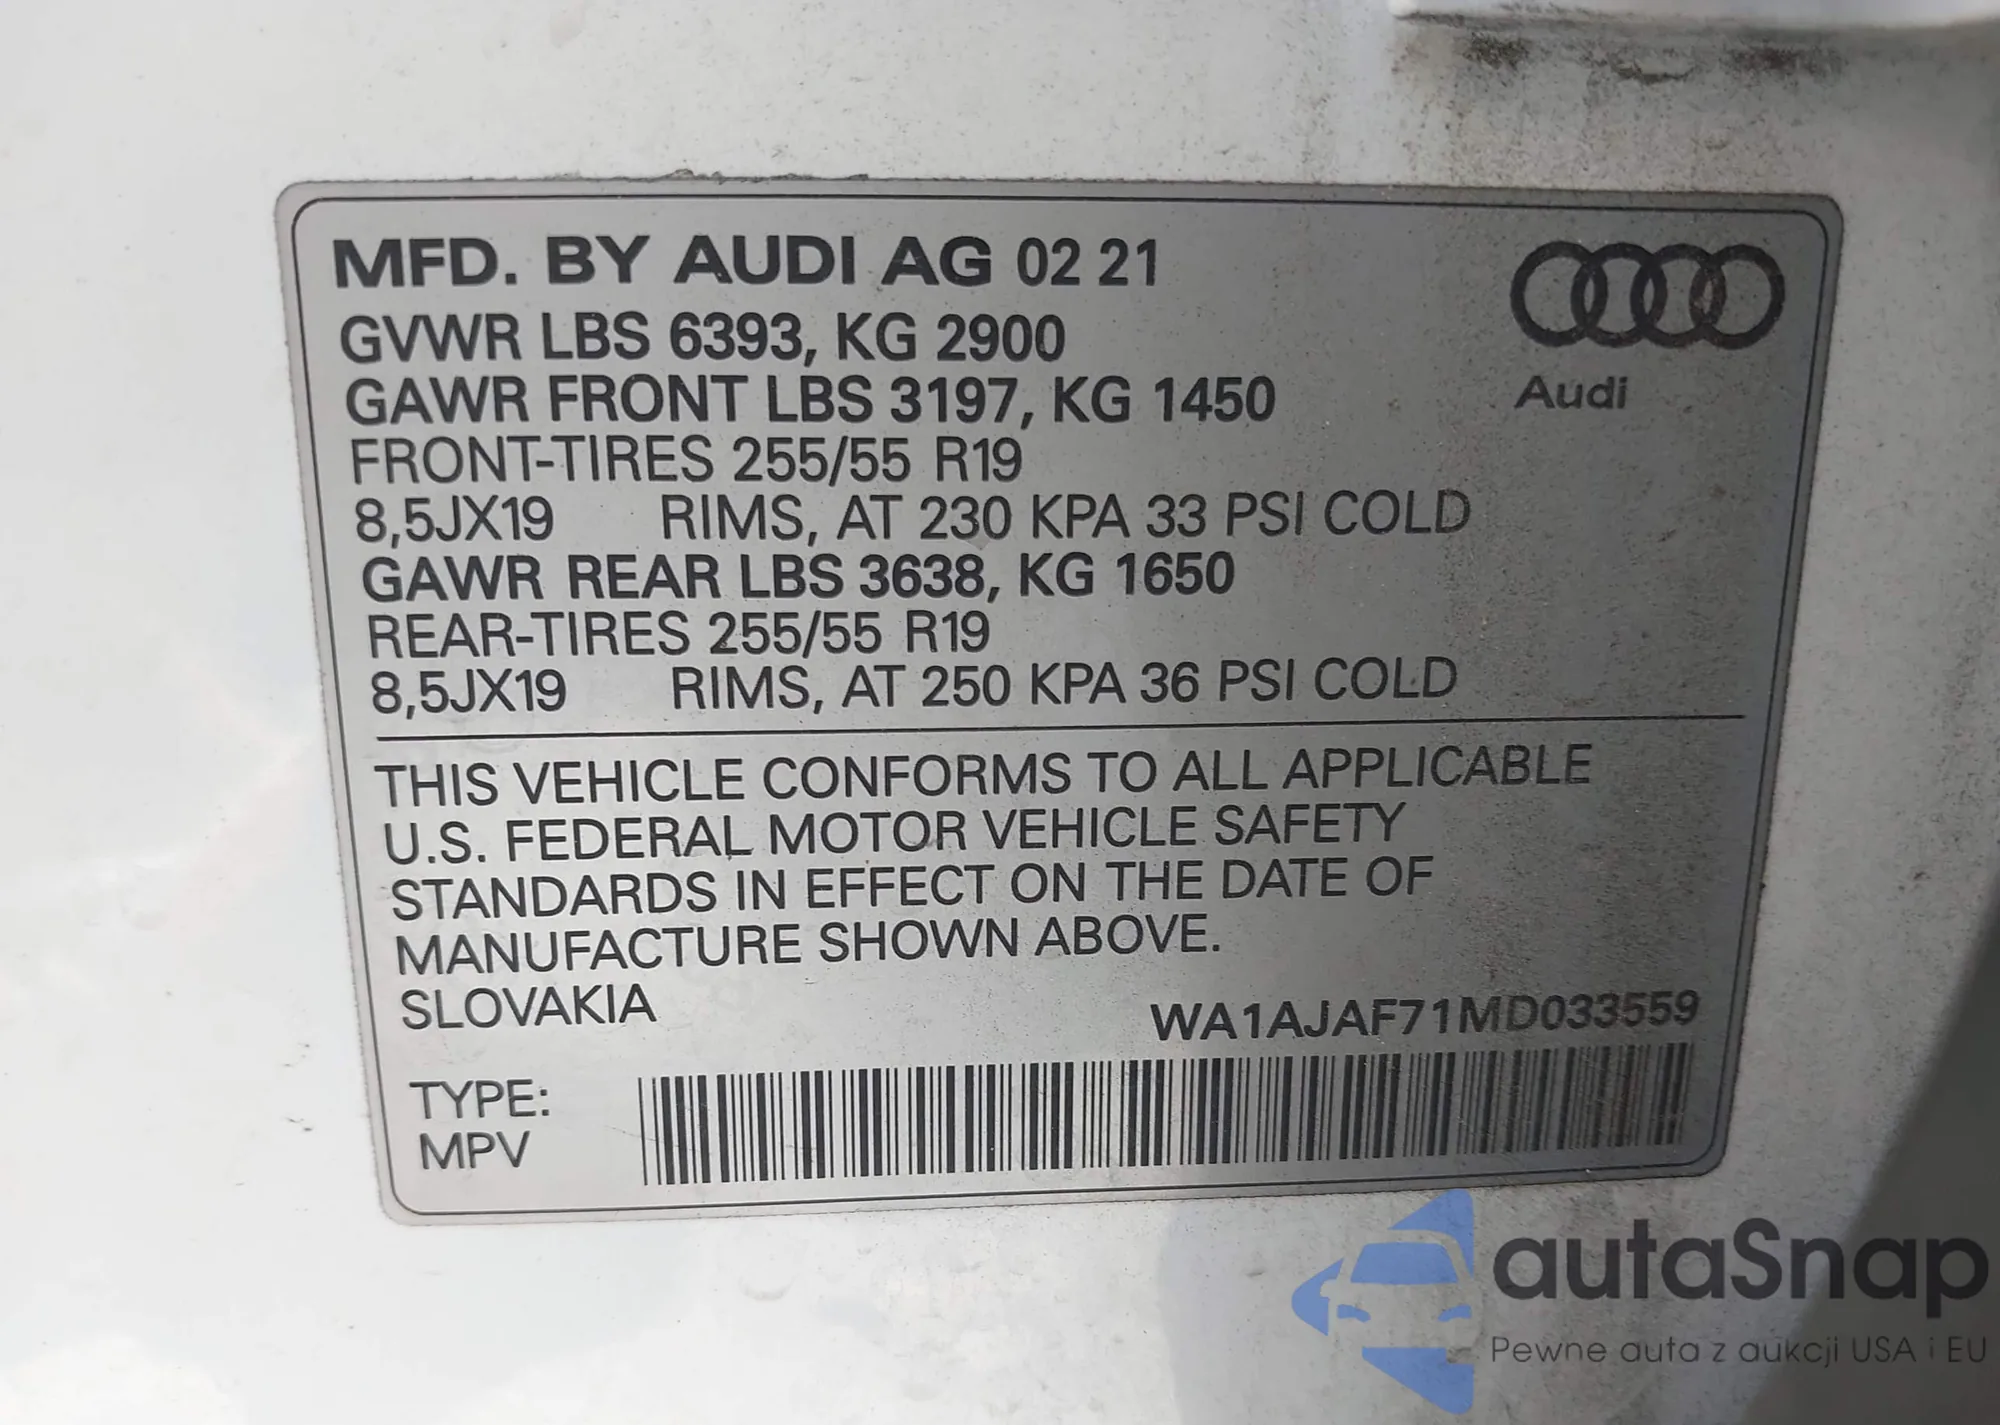 MFD. BY AUDI AG 02 21
GVWR LBS 6393, KG 2900
GAWR FRONT LBS 3197, KG 1450
FRONT-TIRES 255/55 R19
8,5JX19 RIMS, AT 230 KPA 33 PSI COLD
GAWR REAR LBS 3638, KG 1650
REAR-TIRES 255/55 R19
8,5JX19 RIMS, AT 250 KPA 36 PSI COLD
Audi
THIS VEHICLE CONFORMS TO ALL APPLICABLE
U.S. FEDERAL MOTOR VEHICLE SAFETY
STANDARDS IN EFFECT ON THE DATE OF
MANUFACTURE SHOWN ABOVE.
SLOVAKIA WA1AJAF71MD033559
TYPE:
MPV
autaSnap
Pewne auta z aukcji USA i EU